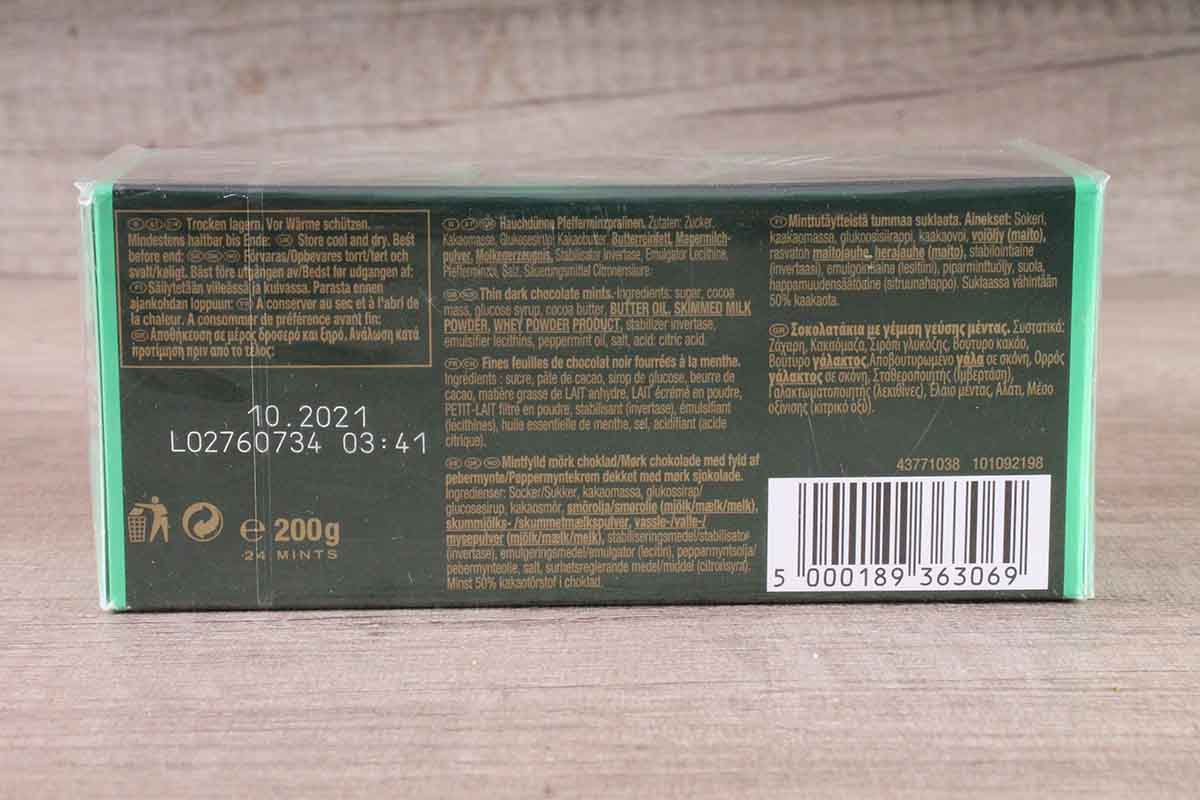 Trocken lagern. Vor Wärme schützen.
Mindestens haltbar bis Ende: GB Store cool and dry. Best
before end: Förvaras/Opbevares torrt/tørt och
svalt/køligt. Bäst före utgången av/Bedst før udgangen af:
Säilytetään viileässä ja kuivassa. Parasta ennen
ajankohdan loppuun: A conserver au sec et à l'abri de
la chaleur. A consommer de préférence avant fin:
GR Αποθήκευση σε μέρος δροσερό και ξηρό. Ανάλωση κατά
προτίμηση πριν από το τέλος:
10.2021
L02760734 03:41
e 200g
24 MINTS
Hauchdünne Pfefferminzpralinen. Zutaten: Zucker,
Kakaomasse, Glukosesirup, Kakaobutter, Butterreinfett, Magermilch-
pulver, Molkenerzeugnis, Stabilisator Invertase, Emulgator Lecithine,
Pfefferminzöl, Salz, Säuerungsmittel Citronensäure.
Thin dark chocolate mints. Ingredients: sugar, cocoa
mass, glucose syrup, cocoa butter, BUTTER OIL, SKIMMED MILK
POWDER, WHEY POWDER PRODUCT, stabilizer invertase,
emulsifier lecithins, peppermint oil, salt, acid: citric acid.
FR CH Fines feuilles de chocolat noir fourrées à la menthe.
Ingrédients : sucre, pâte de cacao, sirop de glucose, beurre de
cacao, matière grasse de LAIT anhydre, LAIT écrémé en poudre,
PETIT-LAIT filtré en poudre, stabilisant (invertase), émulsifiant
(lécithines), huile essentielle de menthe, sel, acidifiant (acide
citrique).
SE DK NO Mintfylld mörk choklad/Mørk chokolade med fyld af
pebermynte/Peppermyntekrem dekket med mørk sjokolade.
Ingredienser: Socker/Sukker, kakaomassa, glukossirap/
glucosesirup, kakaosmör, smörolja/smørolie (mjölk/mælk/melk),
skummjölks- /skummetmælkspulver, vassle-/valle-/
mysepulver (mjölk/mælk/melk), stabiliseringsmedel/stabilisator
(invertase), emulgeringsmedel/emulgator (lecitin), peppermyntsolja/
pebermynteolie, salt, surhetsreglerande medel/middel (citronsyra).
Minst 50% kakaotörstof i choklad.
FI Minttutäytteistä tummaa suklaata. Ainekset: Sokeri,
kaakaomassa, glukoosisiirappi, kaakaovoi, voiöljy (maito),
rasvaton maitojauhe, herajauhe (maito), stabilointiaine
(invertaasi), emulgointiaine (lesitiini), piparminttuöljy, suola,
happamuudensäätöaine (sitruunahappo). Suklaassa vähintään
50% kaakaota.
GR Σοκολατάκια με γέμιση γεύσης μέντας. Συστατικά:
Ζάχαρη, Κακαόμαζα, Σιρόπι γλυκόζης, Βούτυρο κακάο,
Βούτυρο γάλακτος, Αποβουτυρωμένο γάλα σε σκόνη, Ορρός
γάλακτος σε σκόνη, Σταθεροποιητής (Ιμβερτάση),
Γαλακτωματοποιητής (λεκιθίνες), Έλαιο μέντας, Αλάτι, Μέσο
οξίνισης (κιτρικό οξύ).
43771038 101092198
5 000189 363069